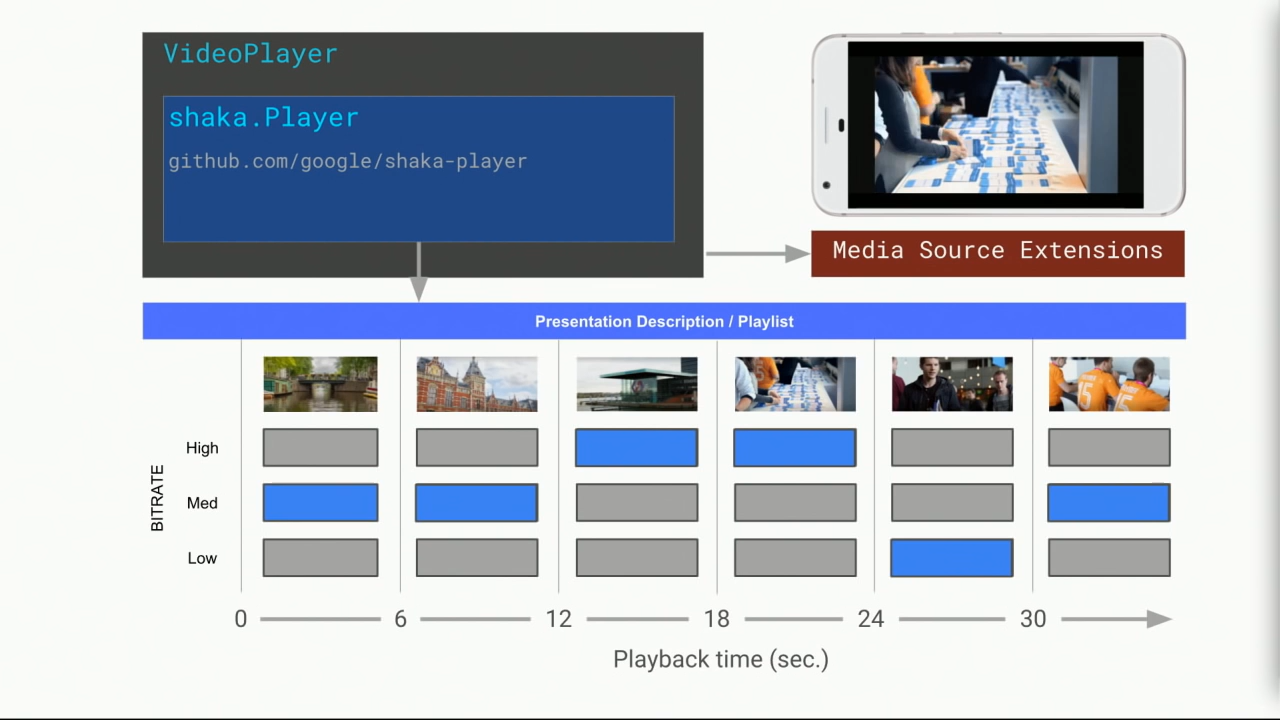 VideoPlayer
shaka.Player
github.com/google/shaka-player
Media Source Extensions
Presentation Description / Playlist
High
Med
Low
BITRATE
0
6
12
18
24
30
Playback time (sec.)